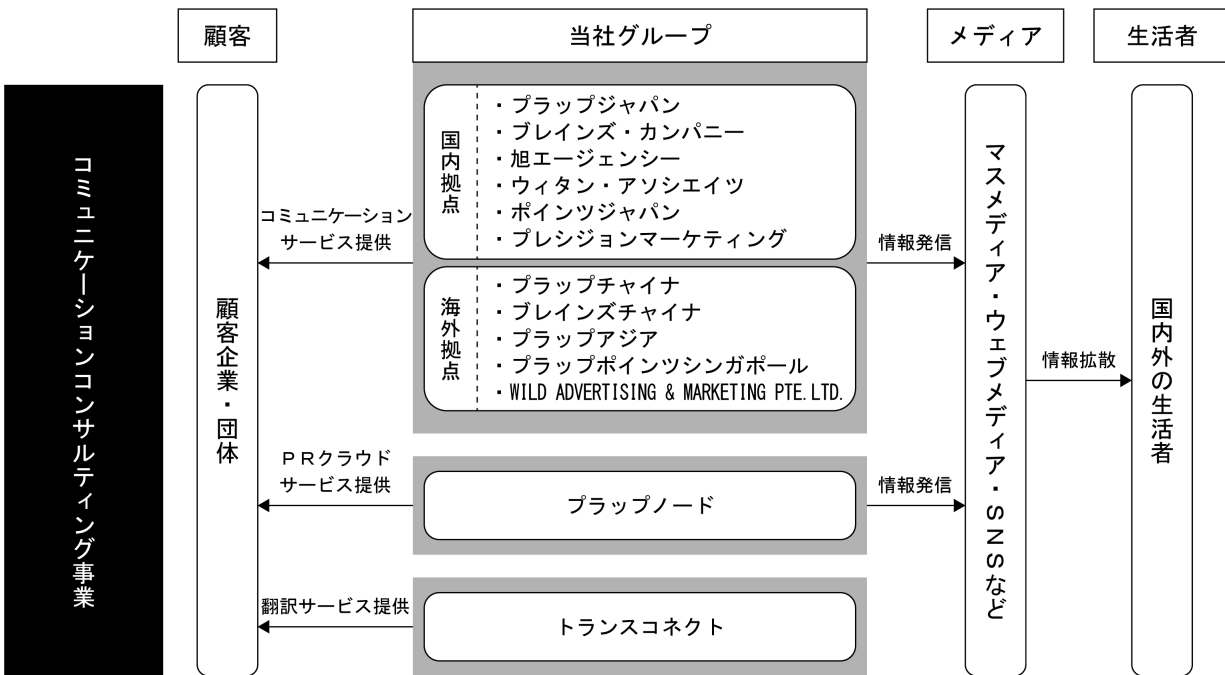 顧客
当社グループ
メディア
生活者
コミュニケーションコンサルティング事業
顧客企業・団体
コミュニケーション
サービス提供
国内拠点
・プラップジャパン
・ブレインズ・カンパニー
・旭エージェンシー
・ウィタン・アソシエイツ
・ポインツジャパン
・プレシジョンマーケティング
海外拠点
・プラップチャイナ
・ブレインズチャイナ
・プラップアジア
・プラップポインツシンガポール
・WILD ADVERTISING & MARKETING PTE.LTD.
情報発信
PRクラウド
サービス提供
プラップノード
情報発信
翻訳サービス提供
トランスコネクト
マスメディア・ウェブメディア・SNSなど
情報拡散
国内外の生活者